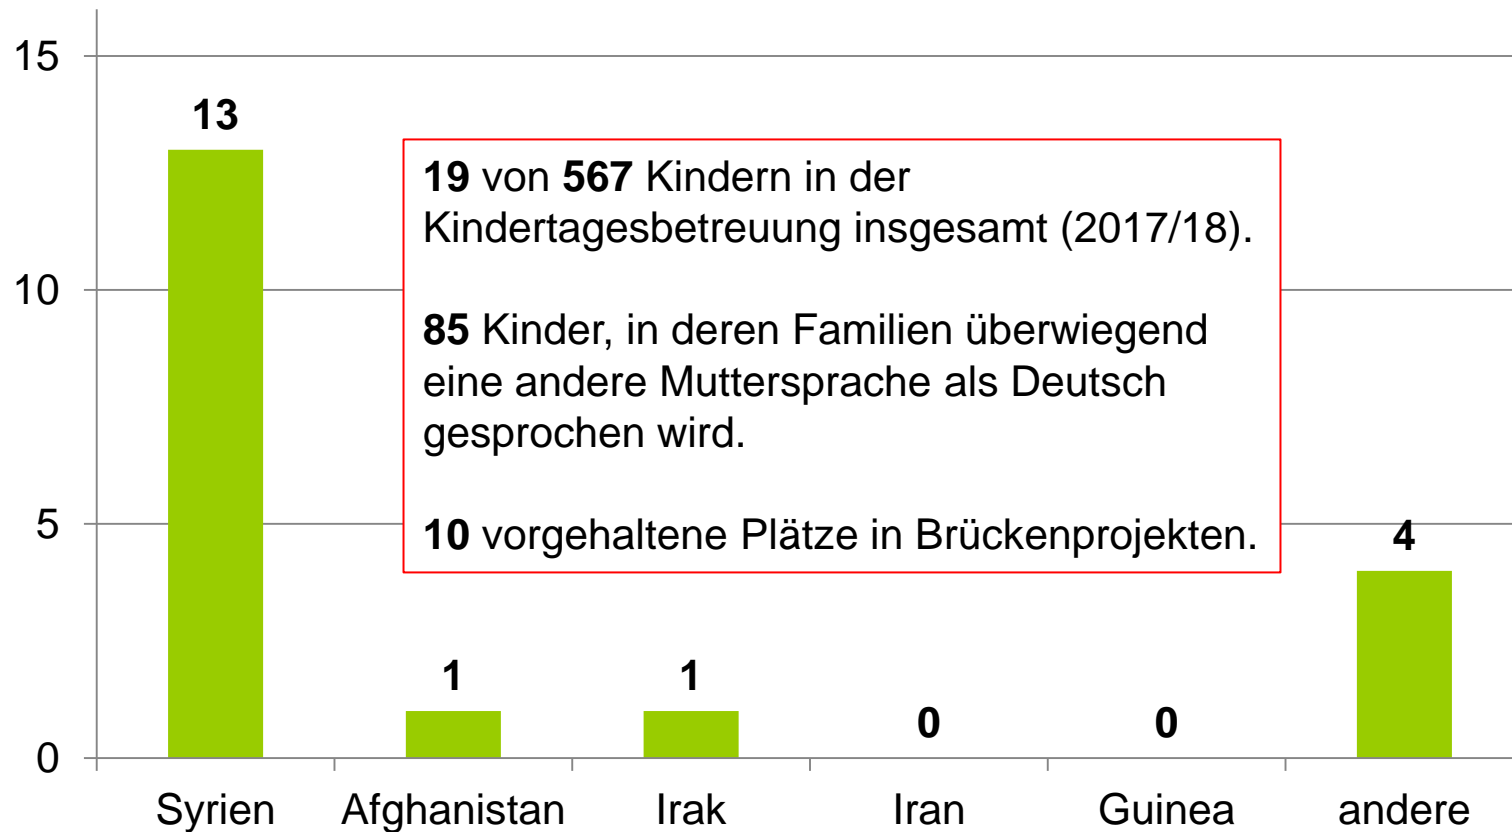 15
13
19 von 567 Kindern in der
Kindertagesbetreuung insgesamt (2017/18).
10
85 Kinder, in deren Familien überwiegend
eine andere Muttersprache als Deutsch
gesprochen wird.
5
10 vorgehaltene Plätze in Brückenprojekten.
4
1
1
0
0
0
Syrien
Afghanistan
Irak
Iran
Guinea
andere